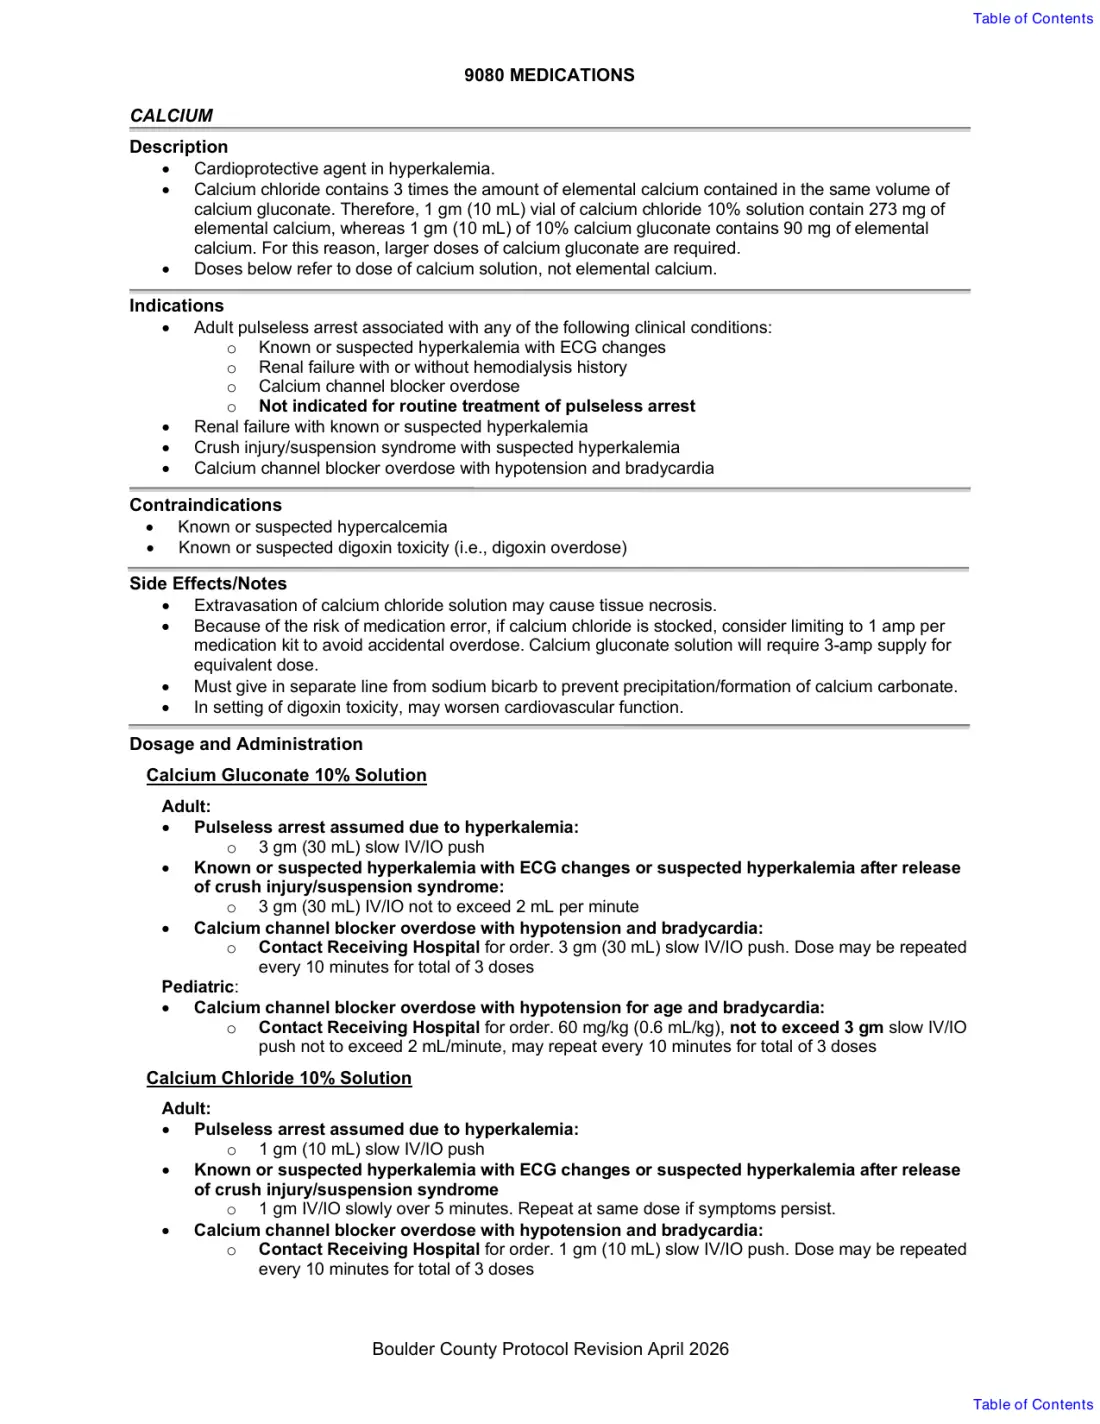 Table of Contents
9080 MEDICATIONS
CALCIUM
Description
• Cardioprotective agent in hyperkalemia.
• Calcium chloride contains 3 times the amount of elemental calcium contained in the same volume of
calcium gluconate. Therefore, 1 gm (10 mL) vial of calcium chloride 10% solution contain 273 mg of
elemental calcium, whereas 1 gm (10 mL) of 10% calcium gluconate contains 90 mg of elemental
calcium. For this reason, larger doses of calcium gluconate are required.
• Doses below refer to dose of calcium solution, not elemental calcium.
Indications
• Adult pulseless arrest associated with any of the following clinical conditions:
o Known or suspected hyperkalemia with ECG changes
o Renal failure with or without hemodialysis history
o Calcium channel blocker overdose
o Not indicated for routine treatment of pulseless arrest
• Renal failure with known or suspected hyperkalemia
• Crush injury/suspension syndrome with suspected hyperkalemia
• Calcium channel blocker overdose with hypotension and bradycardia
Contraindications
• Known or suspected hypercalcemia
• Known or suspected digoxin toxicity (i.e., digoxin overdose)
Side Effects/Notes
• Extravasation of calcium chloride solution may cause tissue necrosis.
• Because of the risk of medication error, if calcium chloride is stocked, consider limiting to 1 amp per
medication kit to avoid accidental overdose. Calcium gluconate solution will require 3-amp supply for
equivalent dose.
• Must give in separate line from sodium bicarb to prevent precipitation/formation of calcium carbonate.
• In setting of digoxin toxicity, may worsen cardiovascular function.
Dosage and Administration
Calcium Gluconate 10% Solution
Adult:
• Pulseless arrest assumed due to hyperkalemia:
o 3 gm (30 mL) slow IV/IO push
• Known or suspected hyperkalemia with ECG changes or suspected hyperkalemia after release
of crush injury/suspension syndrome:
o 3 gm (30 mL) IV/IO not to exceed 2 mL per minute
• Calcium channel blocker overdose with hypotension and bradycardia:
o Contact Receiving Hospital for order. 3 gm (30 mL) slow IV/IO push. Dose may be repeated
every 10 minutes for total of 3 doses
Pediatric:
• Calcium channel blocker overdose with hypotension for age and bradycardia:
o Contact Receiving Hospital for order. 60 mg/kg (0.6 mL/kg), not to exceed 3 gm slow IV/IO
push not to exceed 2 mL/minute, may repeat every 10 minutes for total of 3 doses
Calcium Chloride 10% Solution
Adult:
• Pulseless arrest assumed due to hyperkalemia:
o 1 gm (10 mL) slow IV/IO push
• Known or suspected hyperkalemia with ECG changes or suspected hyperkalemia after release
of crush injury/suspension syndrome
o 1 gm IV/IO slowly over 5 minutes. Repeat at same dose if symptoms persist.
• Calcium channel blocker overdose with hypotension and bradycardia:
o Contact Receiving Hospital for order. 1 gm (10 mL) slow IV/IO push. Dose may be repeated
every 10 minutes for total of 3 doses
Boulder County Protocol Revision April 2026
Table of Contents